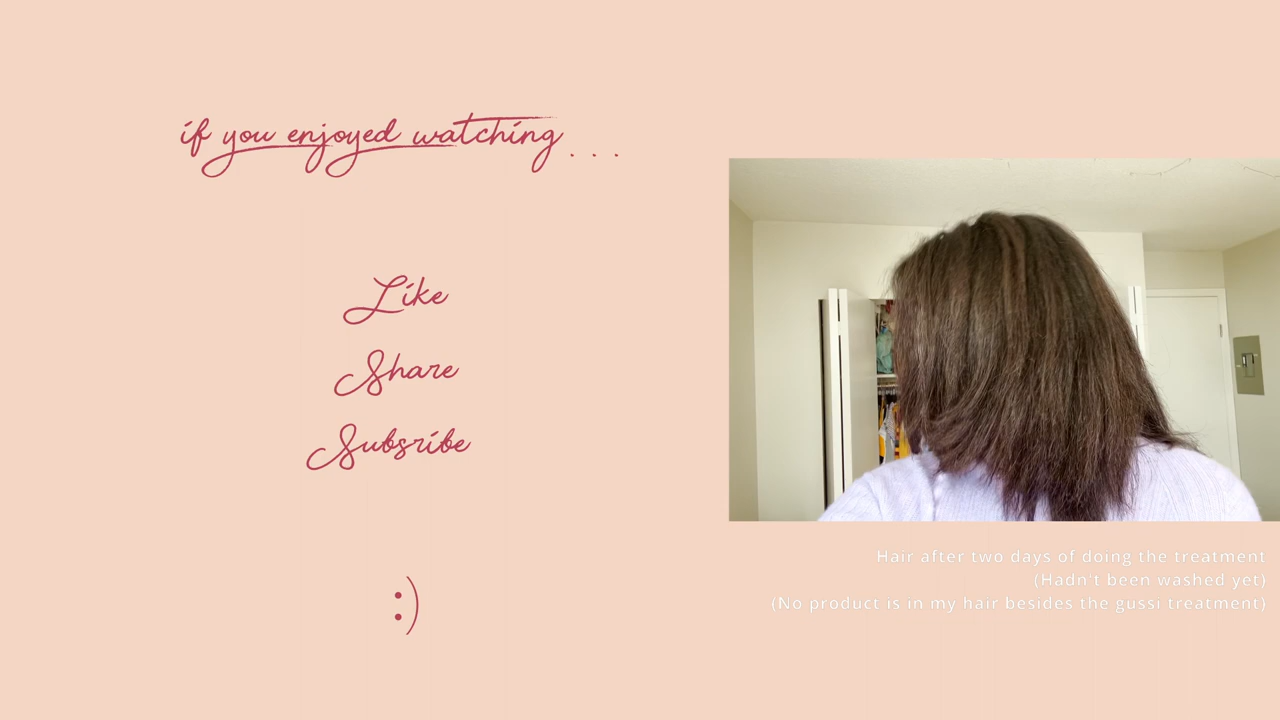 if you enjoyed watching . . .
Like
Share
Subsribe
:)
Hair after two days of doing the treatment
(Hadn't been washed yet)
(No product is in my hair besides the gussi treatment)